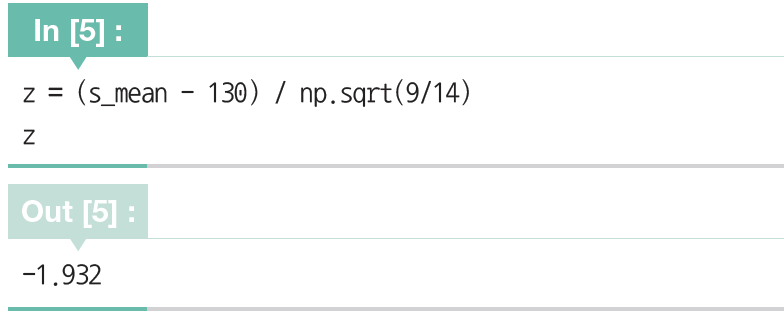 In [5] :
z = (s_mean - 130) / np.sqrt(9/14)
z
Out [5] :
-1.932